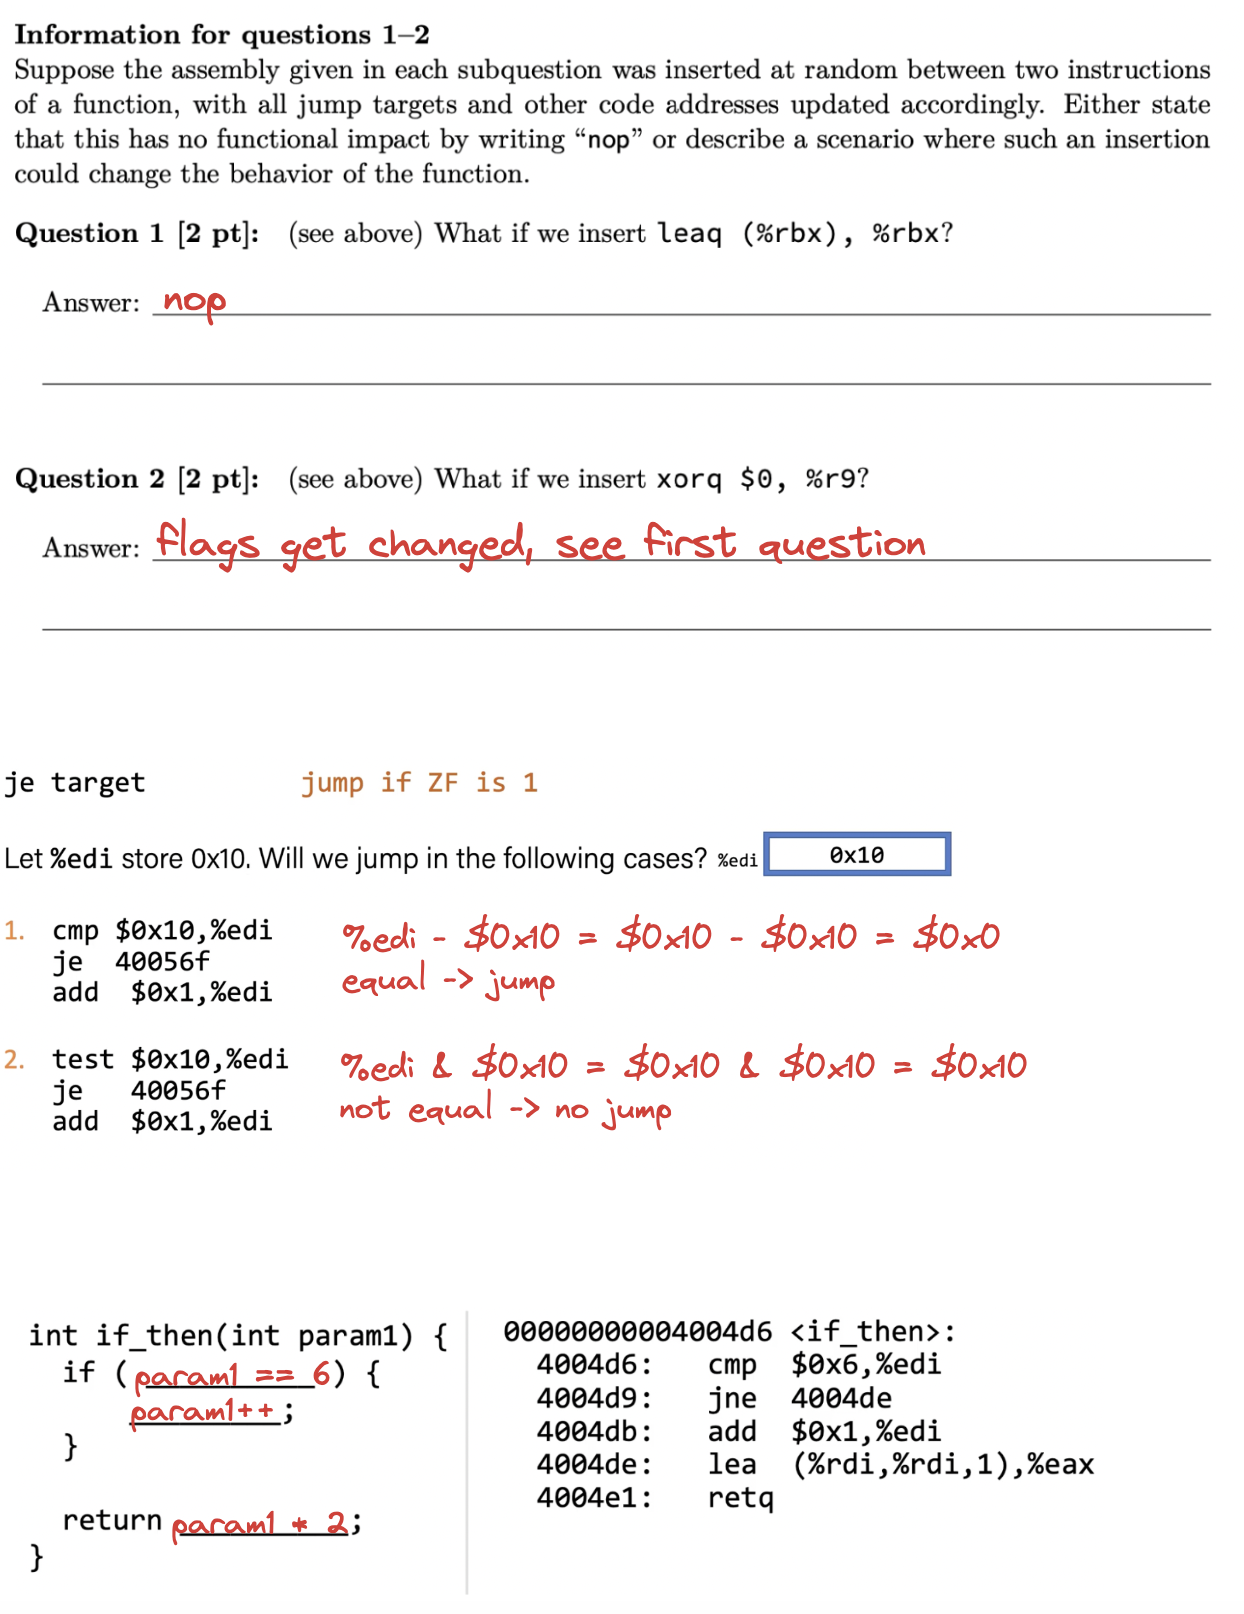 Information for questions 1–2
Suppose the assembly given in each subquestion was inserted at random between two instructions
of a function, with all jump targets and other code addresses updated accordingly. Either state
that this has no functional impact by writing “nop” or describe a scenario where such an insertion
could change the behavior of the function.
Question 1 [2 pt]: (see above) What if we insert leaq (%rbx), %rbx?
Answer: nop
Question 2 [2 pt]: (see above) What if we insert xorq $0, %r9?
Answer: flags get changed, see first question
je target jump if ZF is 1
Let %edi store 0x10. Will we jump in the following cases? %edi 0x10
1. cmp $0x10,%edi %edi - $0x10 = $0x10 - $0x10 = $0x0
je 40056f equal -> jump
add $0x1,%edi
2. test $0x10,%edi %edi & $0x10 = $0x10 & $0x10 = $0x10
je 40056f not equal -> no jump
add $0x1,%edi
int if_then(int param1) {
if (param1 == 6) {
param1++;
}
return param1 * 2;
}
00000000004004d6 <if_then>:
4004d6: cmp $0x6,%edi
4004d9: jne 4004de
4004db: add $0x1,%edi
4004de: lea (%rdi,%rdi,1),%eax
4004e1: retq